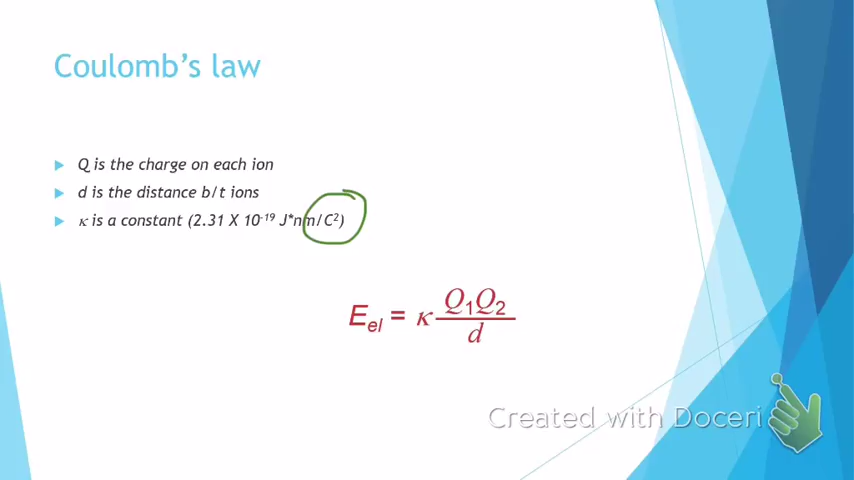 Coulomb's law
Q is the charge on each ion
d is the distance b/t ions
κ is a constant (2.31 X 10⁻¹⁹ J*nm/C²)
E_el = κ Q₁Q₂/d
Created with Doceri